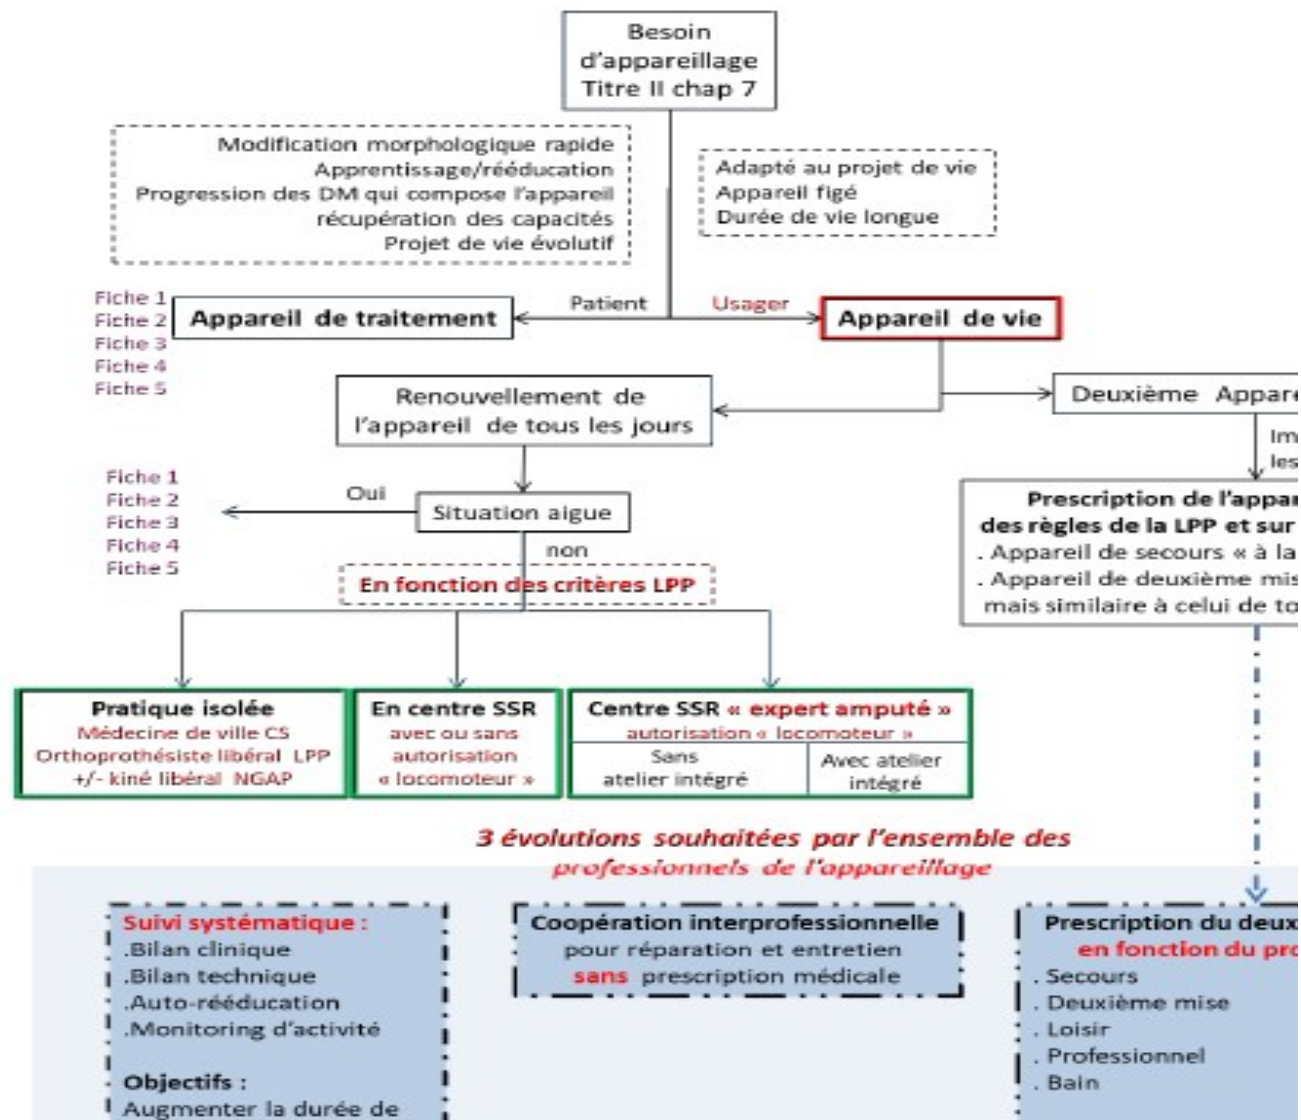 Besoin
d'appareillage
Titre II chap 7
Modification morphologique rapide
Apprentissage/rééducation
Progression des DM qui compose l'appareil
récupération des capacités
Projet de vie évolutif
Adapté au projet de vie
Appareil figé
Durée de vie longue
Fiche 1
Fiche 2
Fiche 3
Fiche 4
Fiche 5
Appareil de traitement
Patient
Usager
Appareil de vie
Renouvellement de
l'appareil de tous les jours
Deuxième Appare
Im
les
Fiche 1
Fiche 2
Fiche 3
Fiche 4
Fiche 5
Oui
Situation aigue
non
En fonction des critères LPP
Prescription de l'appar
des règles de la LPP et sur
. Appareil de secours « à la
. Appareil de deuxième mis
mais similaire à celui de to
Pratique isolée
Médecine de ville CS
Orthoprothésiste libéral LPP
+/- kiné libéral NGAP
En centre SSR
avec ou sans
autorisation
« locomoteur »
Centre SSR « expert amputé »
autorisation « locomoteur »
Sans
atelier intégré
Avec atelier
intégré
3 évolutions souhaitées par l'ensemble des
professionnels de l'appareillage
Suivi systématique :
.Bilan clinique
.Bilan technique
.Auto-rééducation
.Monitoring d'activité
Objectifs :
Augmenter la durée de
Coopération interprofessionnelle
pour réparation et entretien
sans prescription médicale
Prescription du deux
en fonction du pro
. Secours
. Deuxième mise
. Loisir
. Professionnel
. Bain